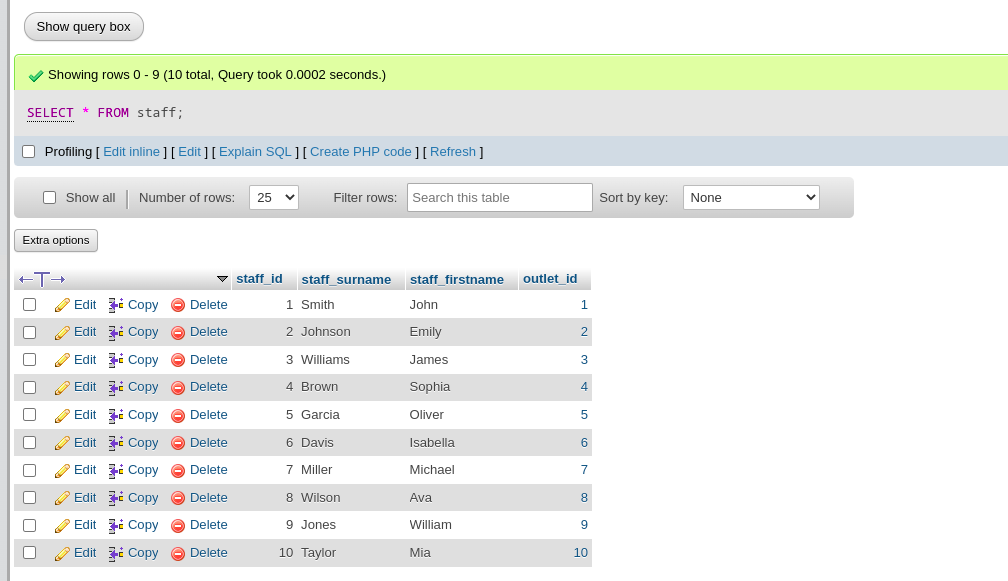 Show query box
Showing rows 0 - 9 (10 total, Query took 0.0002 seconds.)
SELECT * FROM staff;
Profiling [ Edit inline ] [ Edit ] [ Explain SQL ] [ Create PHP code ] [ Refresh ]
Show all Number of rows: 25 Filter rows: Search this table Sort by key: None
Extra options
staff_id staff_surname staff_firstname outlet_id
Edit Copy Delete 1 Smith John 1
Edit Copy Delete 2 Johnson Emily 2
Edit Copy Delete 3 Williams James 3
Edit Copy Delete 4 Brown Sophia 4
Edit Copy Delete 5 Garcia Oliver 5
Edit Copy Delete 6 Davis Isabella 6
Edit Copy Delete 7 Miller Michael 7
Edit Copy Delete 8 Wilson Ava 8
Edit Copy Delete 9 Jones William 9
Edit Copy Delete 10 Taylor Mia 10